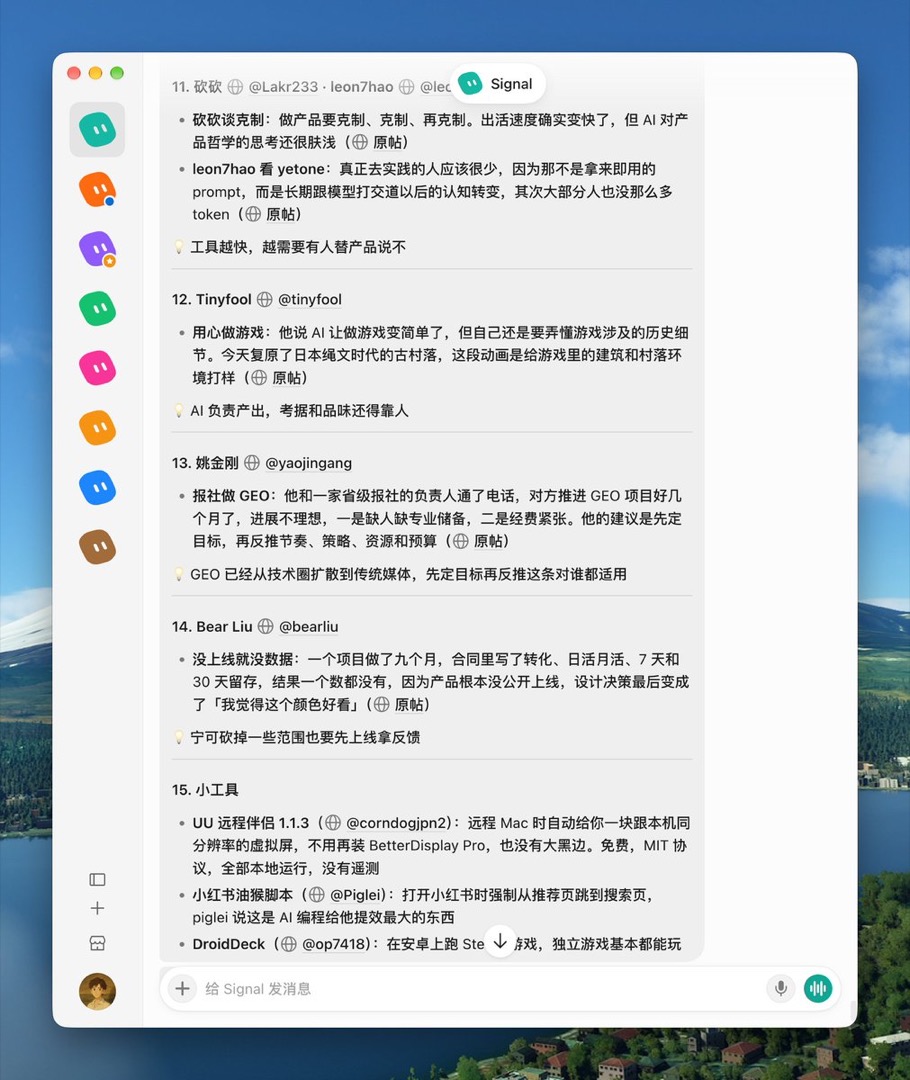 Signal
11. 砍砍 @Lakr233 · leon7hao @leo
• 砍砍谈克制：做产品要克制、克制、再克制。出活速度确实变快了，但 AI 对产
品哲学的思考还很肤浅（原帖）
• leon7hao 看 yetone：真正去实践的人应该很少，因为那不是拿来即用的
prompt，而是长期跟模型打交道以后的认知转变，其次大部分人也没那么多
token（原帖）
💡 工具越快，越需要有人替产品说不
12. Tinyfool @tinyfool
• 用心做游戏：他说 AI 让做游戏变简单了，但自己还是要弄懂游戏涉及的历史细
节。今天复原了日本绳文时代的古村落，这段动画是给游戏里的建筑和村落环
境打样（原帖）
💡 AI 负责产出，考据和品味还得靠人
13. 姚金刚 @yaojingang
• 报社做 GEO：他和一家省级报社的负责人通了电话，对方推进 GEO 项目好几
个月了，进展不理想，一是缺人缺专业储备，二是经费紧张。他的建议是先定
目标，再反推节奏、策略、资源和预算（原帖）
💡 GEO 已经从技术圈扩散到传统媒体，先定目标再反推这条对谁都适用
14. Bear Liu @bearliu
• 没上线就没数据：一个项目做了九个月，合同里写了转化、日活月活、7 天和
30 天留存，结果一个数都没有，因为产品根本没公开上线，设计决策最后变成
了「我觉得这个颜色好看」（原帖）
💡 宁可砍掉一些范围也要先上线拿反馈
15. 小工具
• UU 远程伴侣 1.1.3（@corndogjpn2）：远程 Mac 时自动给你一块跟本机同
分辨率的虚拟屏，不用再装 BetterDisplay Pro，也没有大黑边。免费，MIT 协
议，全部本地运行，没有遥测
• 小红书油猴脚本（@Piglei）：打开小红书时强制从推荐页跳到搜索页，
piglei 说这是 AI 编程给他提效最大的东西
• DroidDeck（@op7418）：在安卓上跑 Ste 游戏，独立游戏基本都能玩
给 Signal 发消息